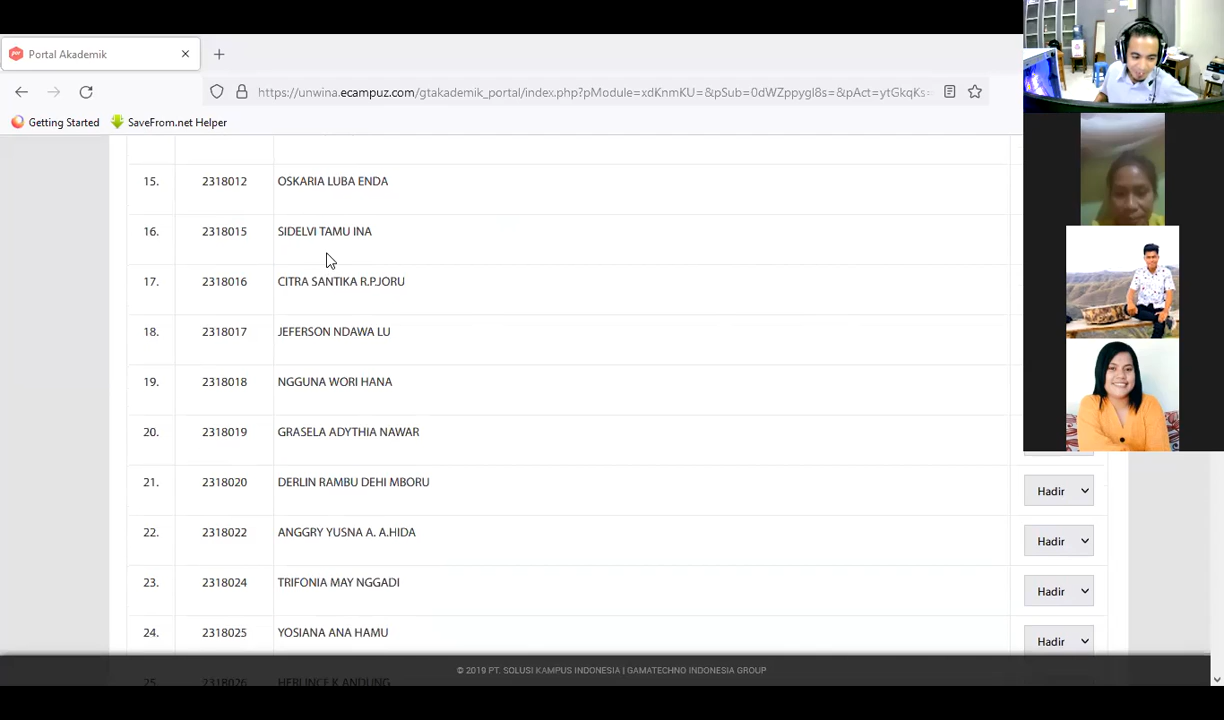 Portal Akademik
https://unwina.ecampuz.com/gtakademik_portal/index.php?pModule=xdKnmKU=&pSub=0dWZppygl8s=&pAct=ytGkqKs=
Getting Started
SaveFrom.net Helper
15. 2318012 OSKARIA LUBA ENDA
16. 2318015 SIDELVI TAMU INA
17. 2318016 CITRA SANTIKA R.P.JORU
18. 2318017 JEFERSON NDAWA LU
19. 2318018 NGGUNA WORI HANA
20. 2318019 GRASELA ADYTHIA NAWAR
21. 2318020 DERLIN RAMBU DEHI MBORU Hadir
22. 2318022 ANGGRY YUSNA A. A.HIDA Hadir
23. 2318024 TRIFONIA MAY NGGADI Hadir
24. 2318025 YOSIANA ANA HAMU Hadir
© 2019 PT. SOLUSI KAMPUS INDONESIA | GAMATECHNO INDONESIA GROUP
25. 2318026 HERLINCE K ANDUNG